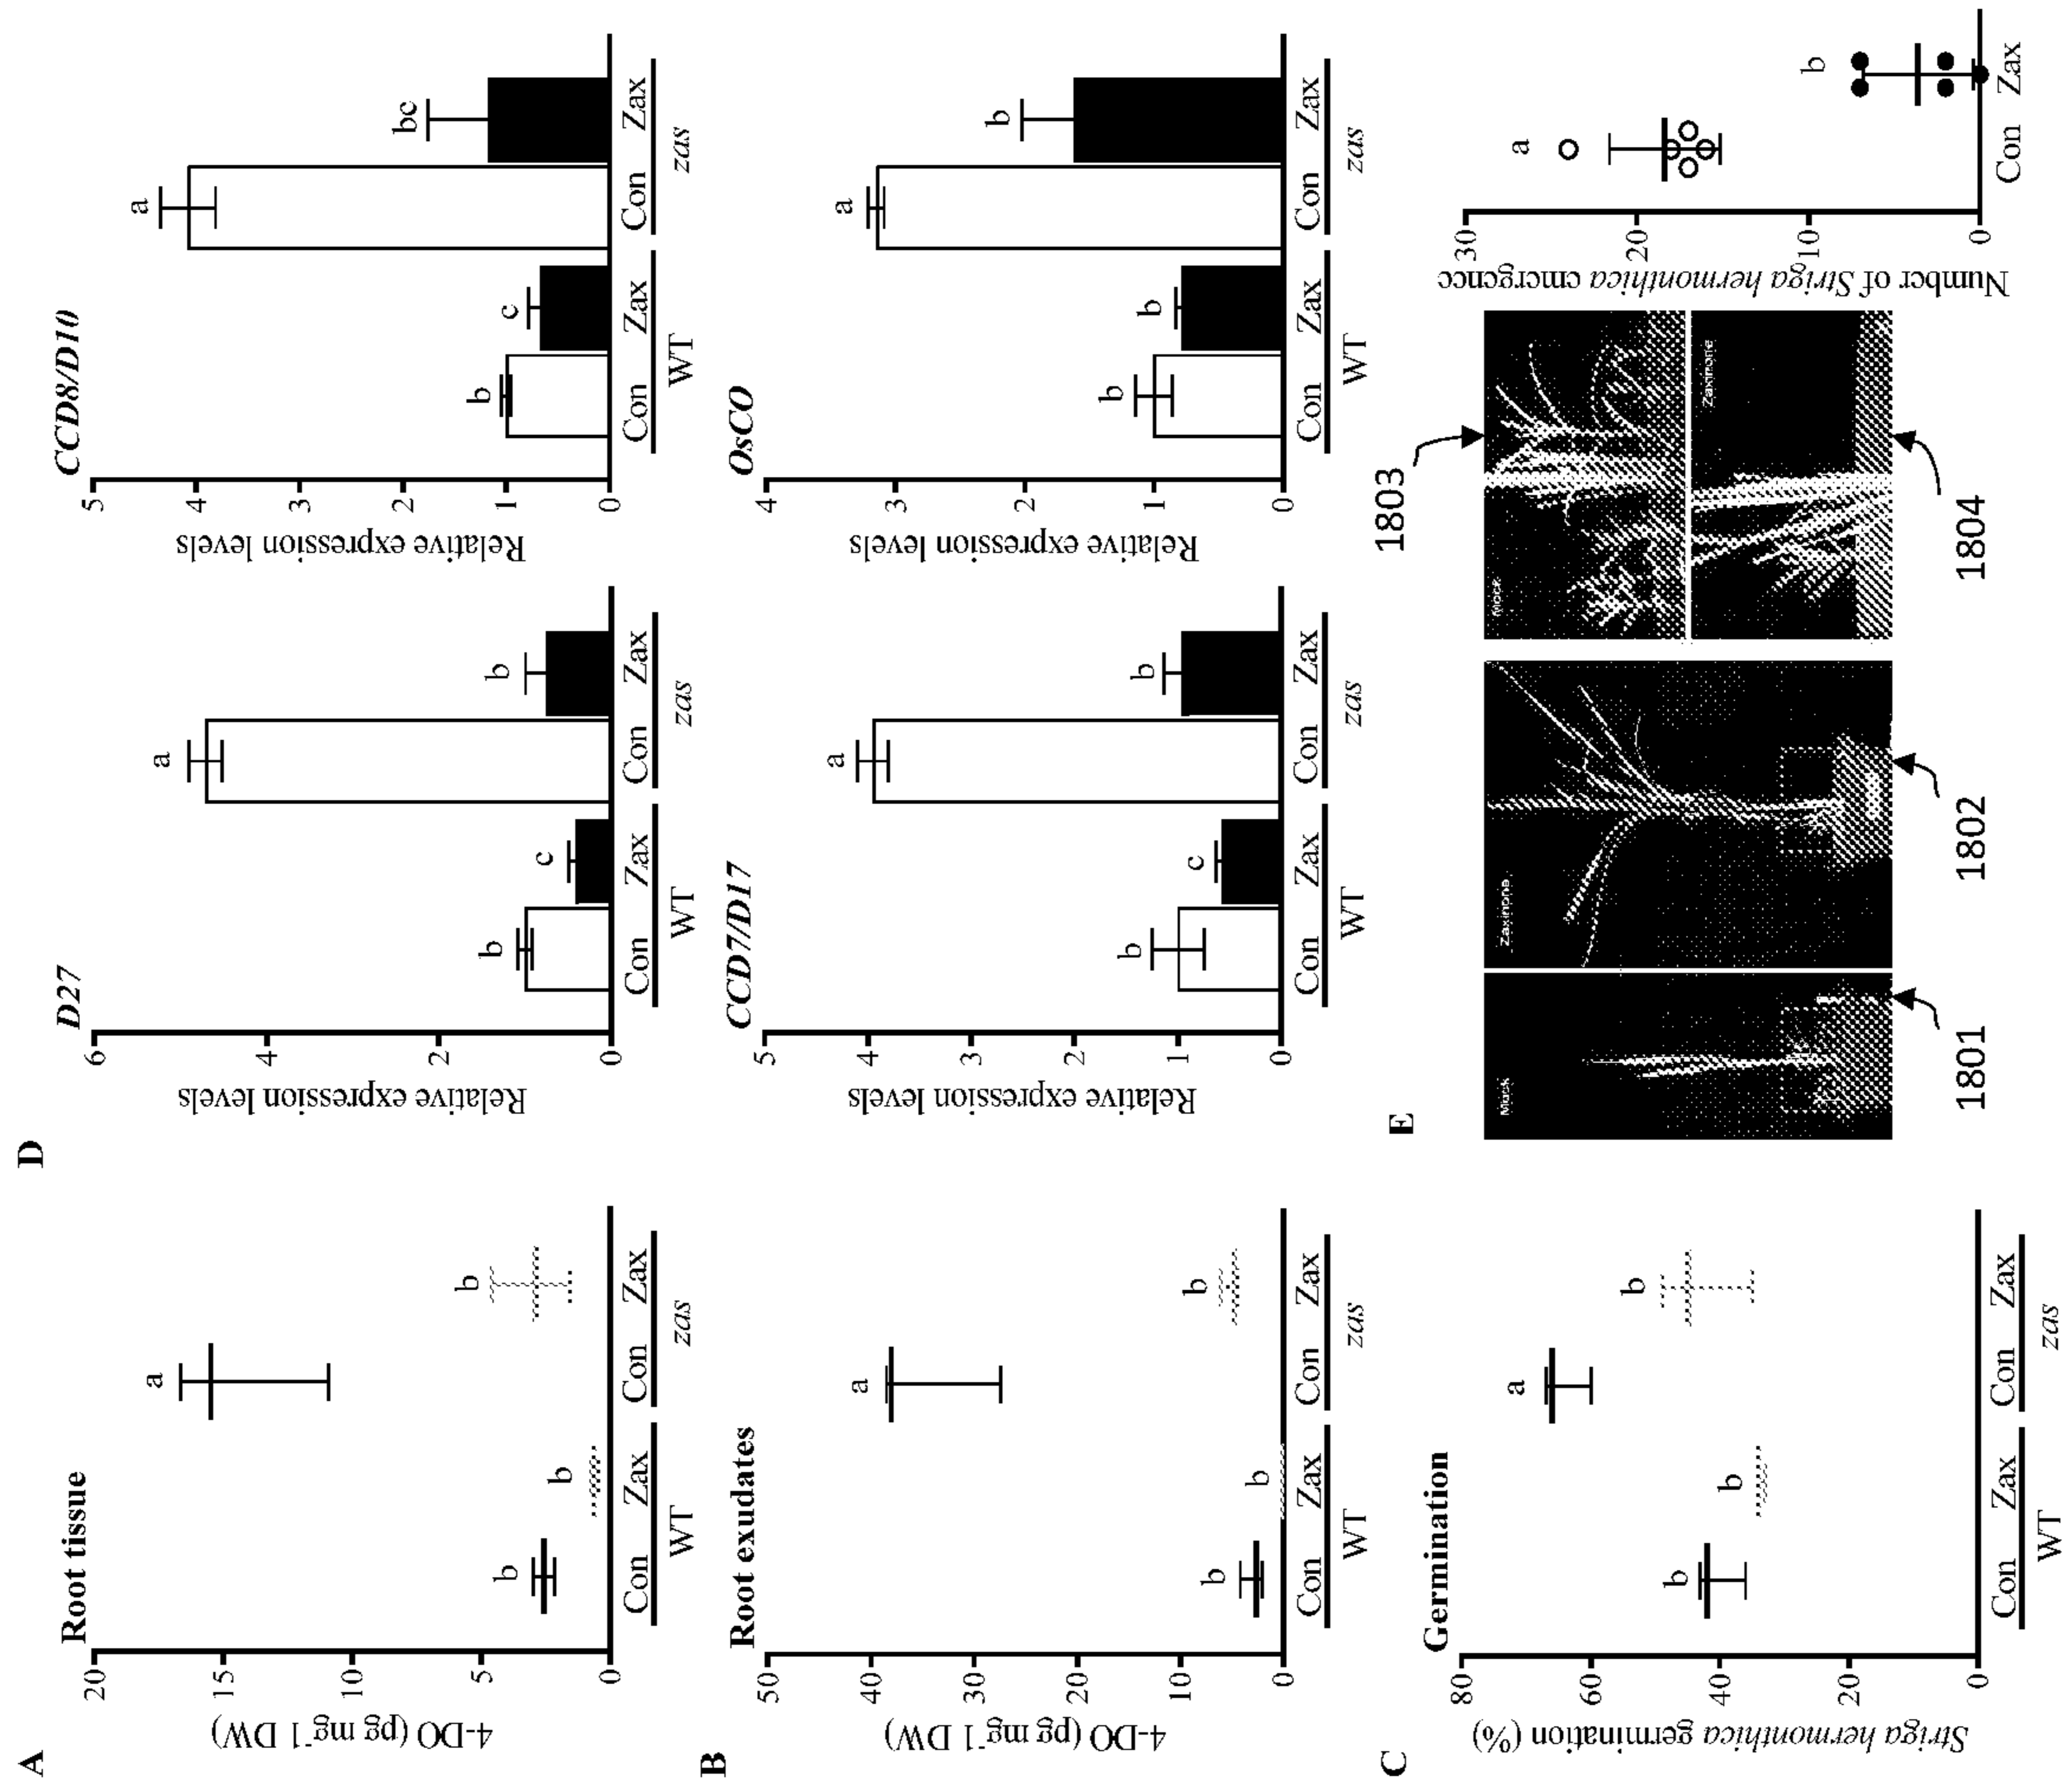 A
Root tissue
4-DO (pg mg⁻1 DW)
20
15
10
5
0
b
b
a
b
Con Zax Con Zax
WT zas
B
Root exudates
4-DO (pg mg⁻1 DW)
50
40
30
20
10
0
b
b
a
b
Con Zax Con Zax
WT zas
C
Germination
Striga hermonthica germination (%)
80
60
40
20
0
b
b
a
b
Con Zax Con Zax
WT zas
D
D27
Relative expression levels
6
4
2
0
b
c
a
b
Con Zax Con Zax
WT zas
CCD8/D10
Relative expression levels
5
4
3
2
1
0
b
c
a
bc
Con Zax Con Zax
WT zas
CCD7/D17
Relative expression levels
5
4
3
2
1
0
b
c
a
b
Con Zax Con Zax
WT zas
OsCO
Relative expression levels
4
3
2
1
0
b
b
a
b
Con Zax Con Zax
WT zas
E
Mock
Zaxinone
Mock
Zaxinone
1801
1802
1803
1804
Number of Striga hermonthica emergence
30
20
10
0
a
b
Con Zax